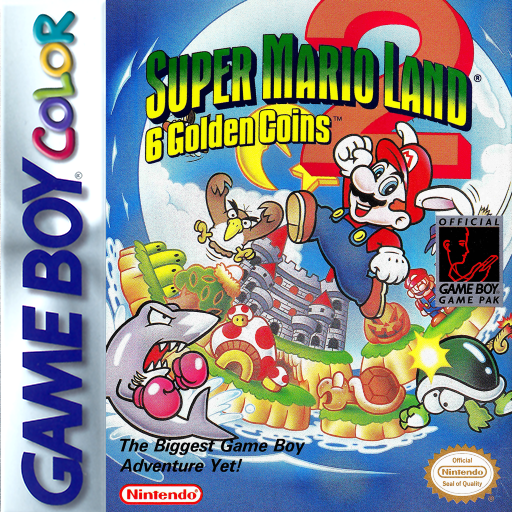 GAME BOY COLOR
®
2
SUPER MARIO LAND®
6 Golden Coins™
OFFICIAL
GAME BOY
GAME PAK
M
The Biggest Game Boy
Adventure Yet!
Nintendo®
Official
Nintendo
Seal of Quality